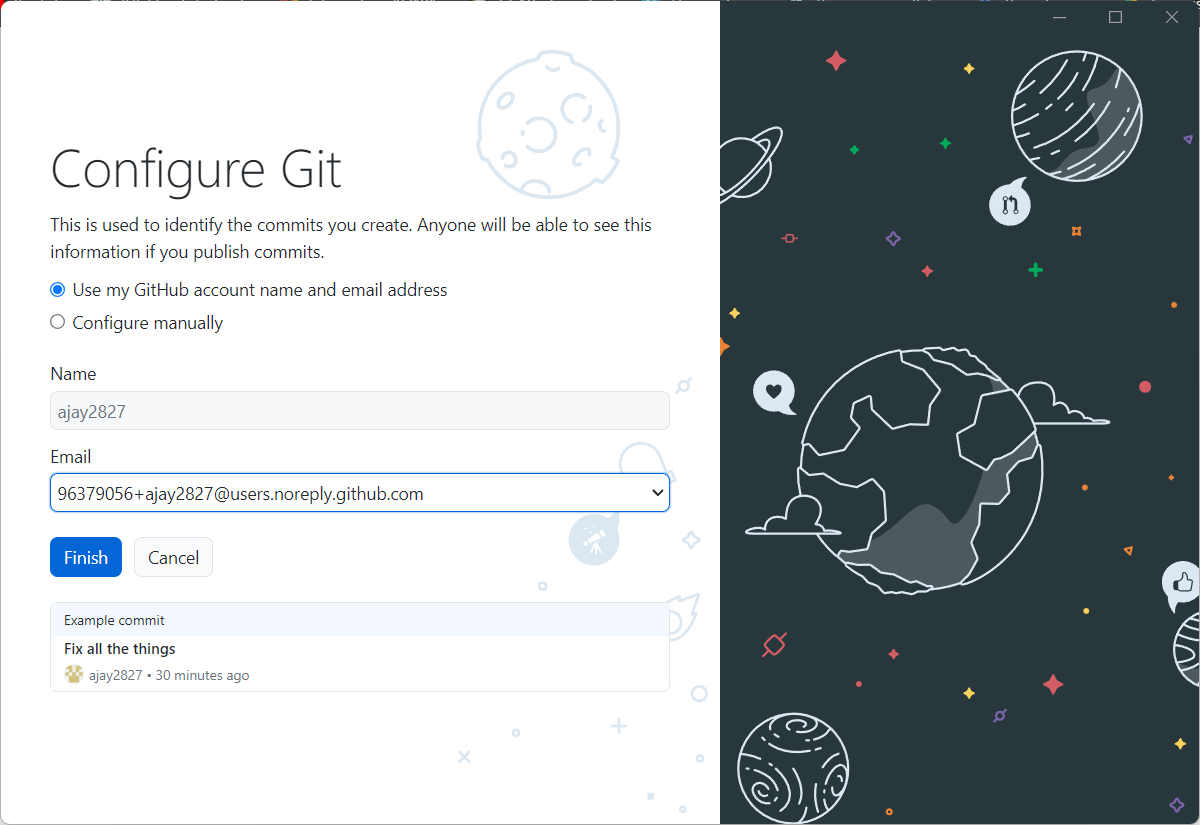 Configure Git
This is used to identify the commits you create. Anyone will be able to see this
information if you publish commits.
Use my GitHub account name and email address
Configure manually
Name
ajay2827
Email
96379056+ajay2827@users.noreply.github.com
Finish Cancel
Example commit
Fix all the things
ajay2827 • 30 minutes ago